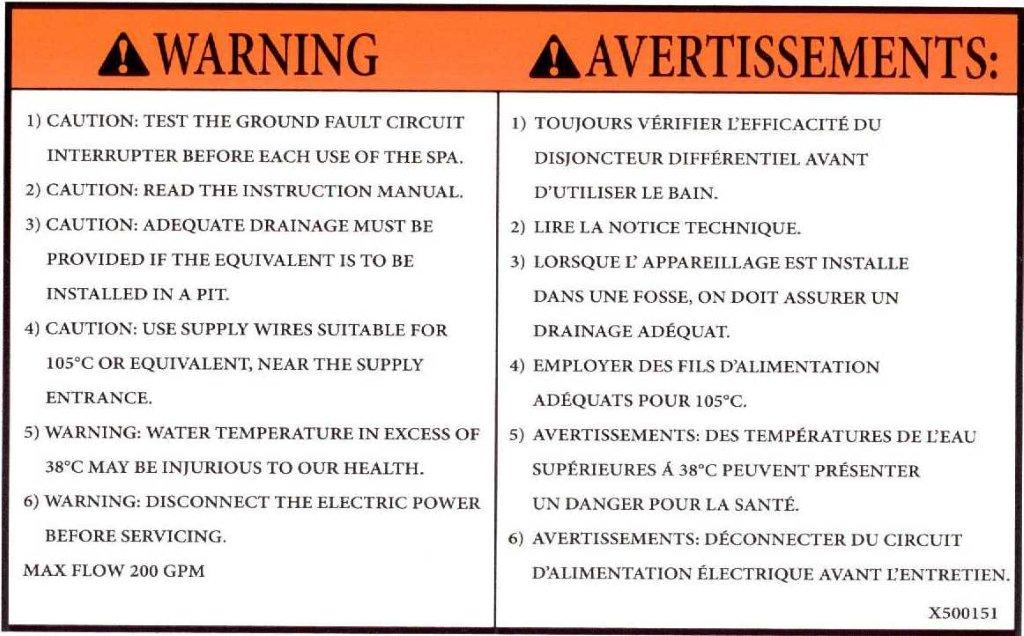 WARNING
1) CAUTION: TEST THE GROUND FAULT CIRCUIT
INTERRUPTER BEFORE EACH USE OF THE SPA.
2) CAUTION: READ THE INSTRUCTION MANUAL.
3) CAUTION: ADEQUATE DRAINAGE MUST BE
PROVIDED IF THE EQUIVALENT IS TO BE
INSTALLED IN A PIT.
4) CAUTION: USE SUPPLY WIRES SUITABLE FOR
105°C OR EQUIVALENT, NEAR THE SUPPLY
ENTRANCE.
5) WARNING: WATER TEMPERATURE IN EXCESS OF
38°C MAY BE INJURIOUS TO OUR HEALTH.
6) WARNING: DISCONNECT THE ELECTRIC POWER
BEFORE SERVICING.
MAX FLOW 200 GPM
AVERTISSEMENTS:
1) TOUJOURS VÉRIFIER L'EFFICACITÉ DU
DISJONCTEUR DIFFÉRENTIEL AVANT
D'UTILISER LE BAIN.
2) LIRE LA NOTICE TECHNIQUE.
3) LORSQUE L' APPAREILLAGE EST INSTALLE
DANS UNE FOSSE, ON DOIT ASSURER UN
DRAINAGE ADÉQUAT.
4) EMPLOYER DES FILS D'ALIMENTATION
ADÉQUATS POUR 105°C.
5) AVERTISSEMENTS: DES TEMPÉRATURES DE L'EAU
SUPÉRIEURES Á 38°C PEUVENT PRÉSENTER
UN DANGER POUR LA SANTÉ.
6) AVERTISSEMENTS: DÉCONNECTER DU CIRCUIT
D'ALIMENTATION ÉLECTRIQUE AVANT L'ENTRETIEN.
X500151